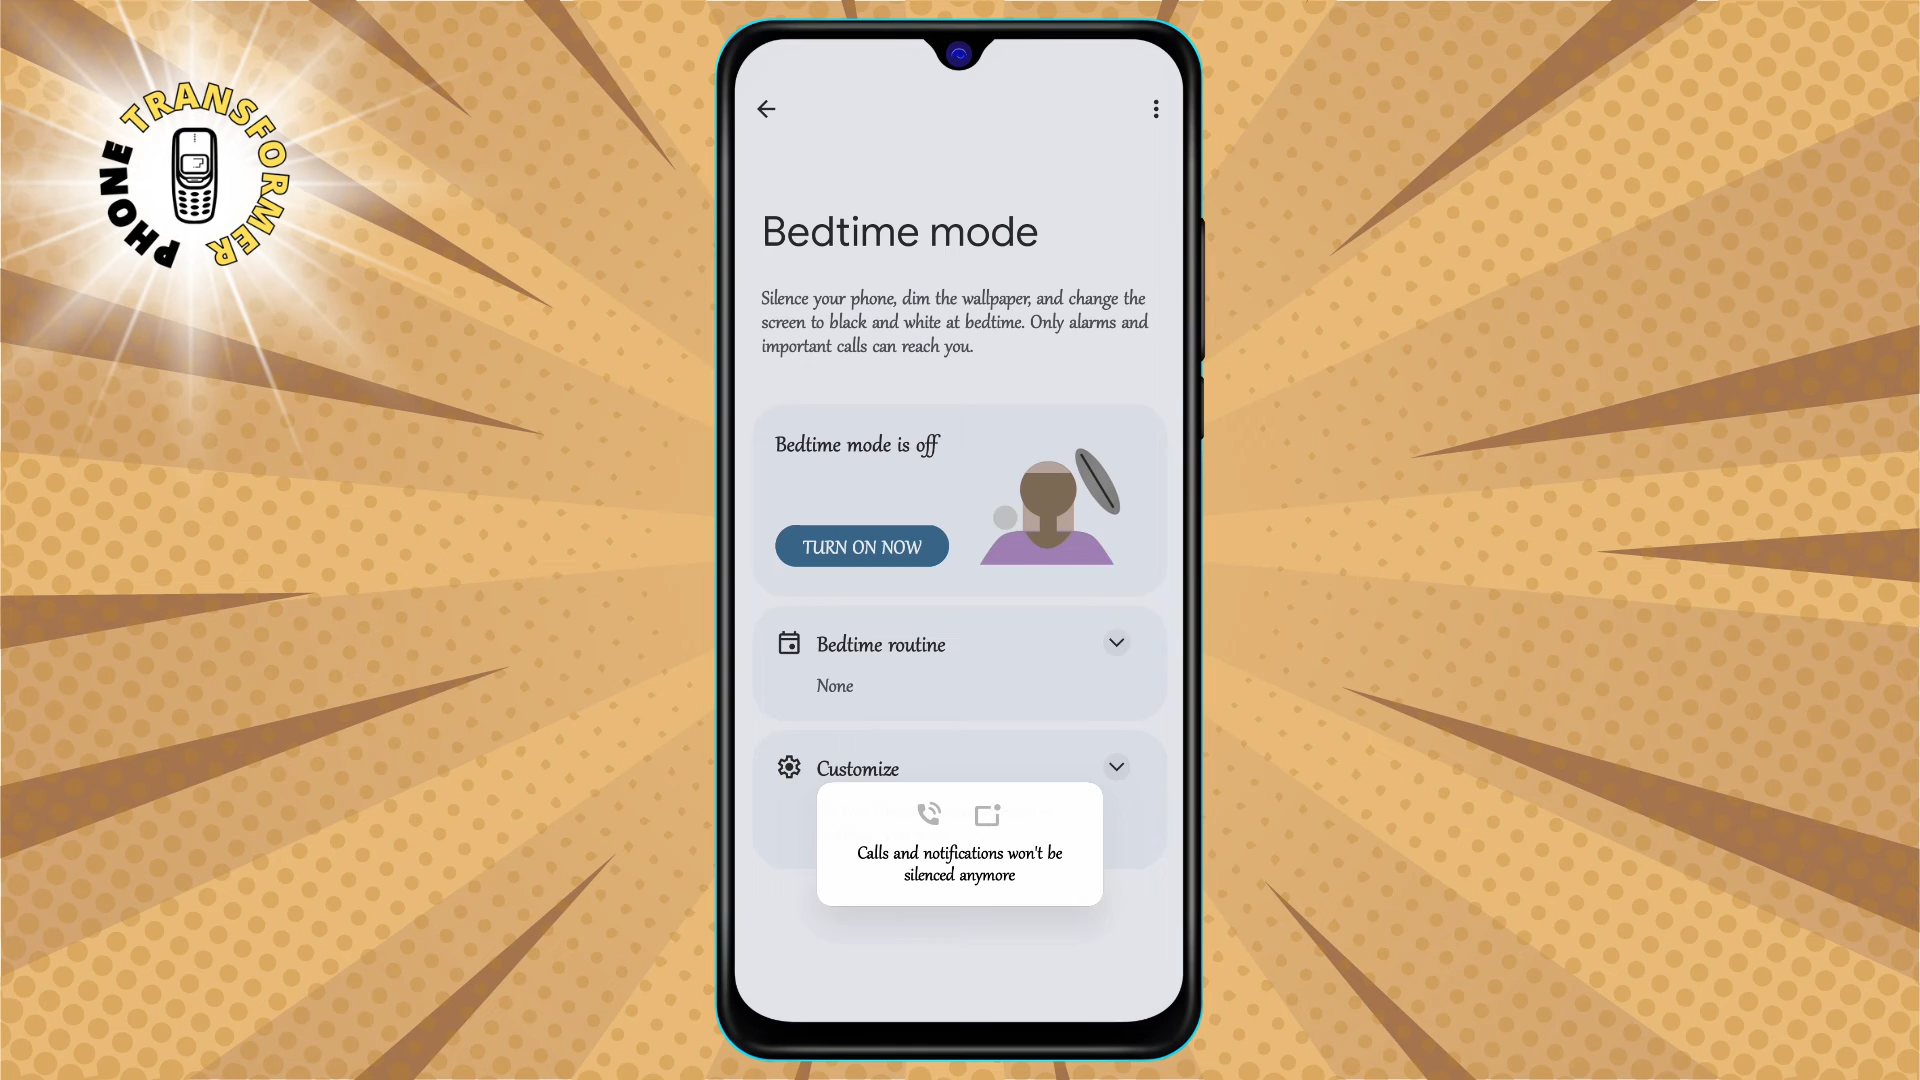 PHONE TRANSFORMER
Bedtime mode
Silence your phone, dim the wallpaper, and change the
screen to black and white at bedtime. Only alarms and
important calls can reach you.
Bedtime mode is off
TURN ON NOW
Bedtime routine
None
Customize
Calls and notifications won't be
silenced anymore